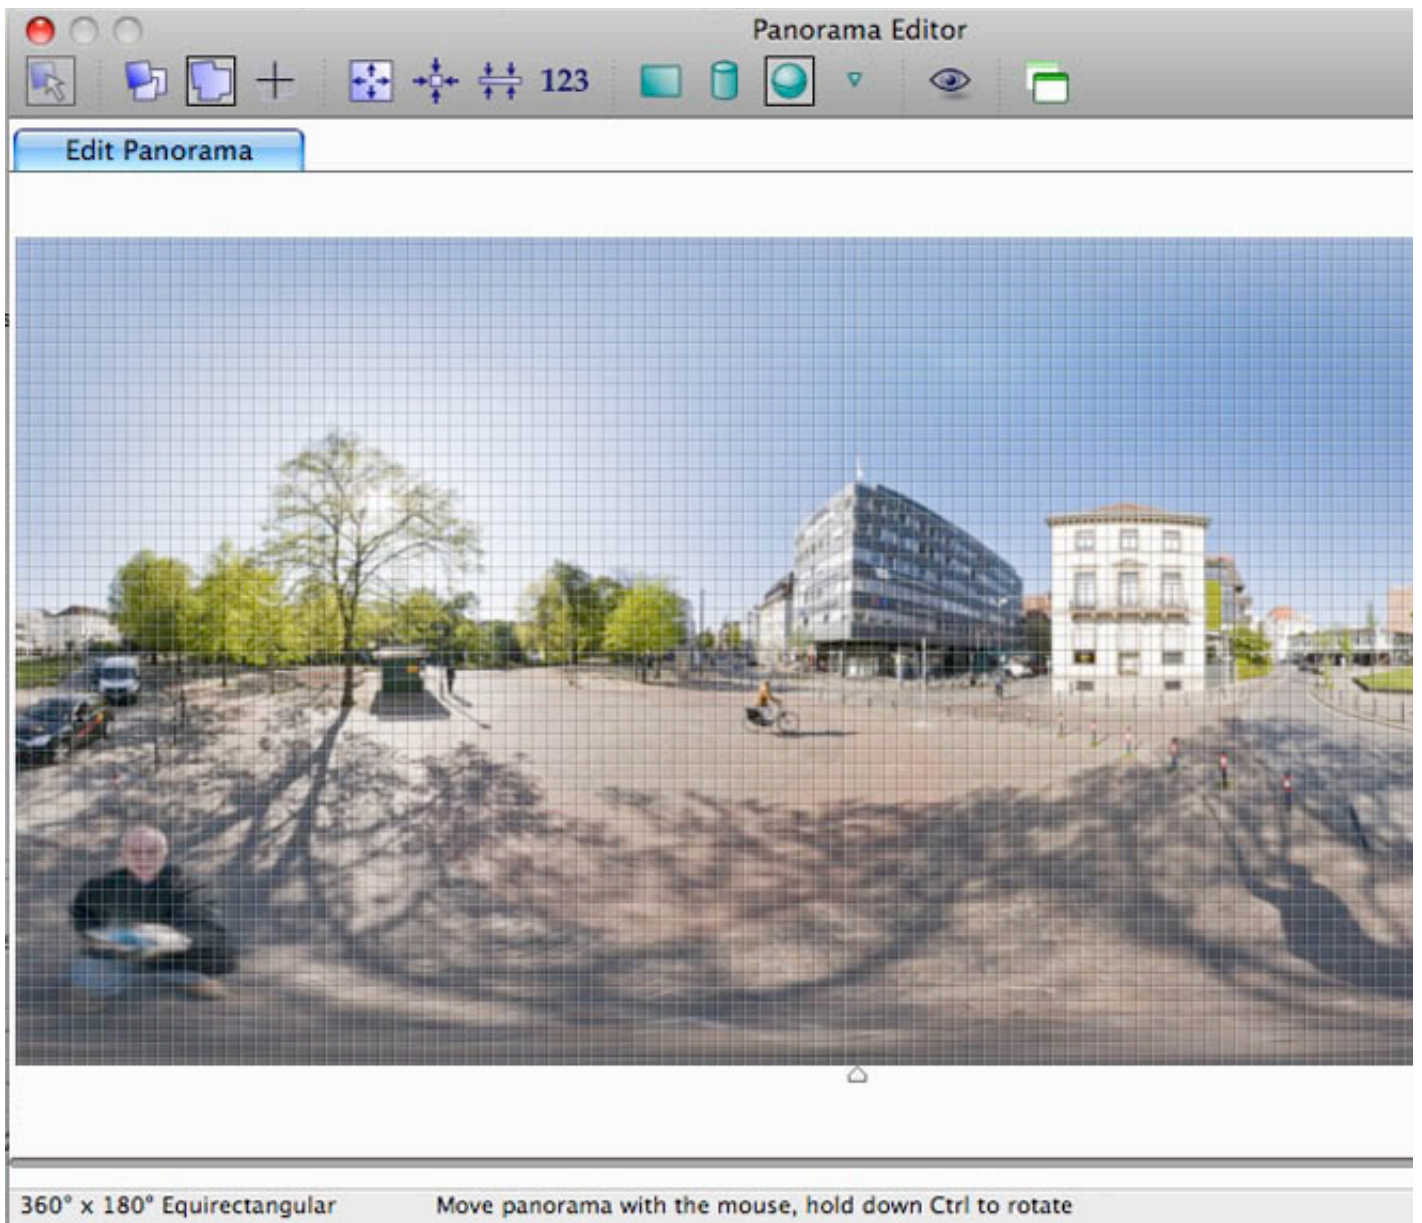 Panorama Editor
123
Edit Panorama
360° x 180° Equirectangular
Move panorama with the mouse, hold down Ctrl to rotate